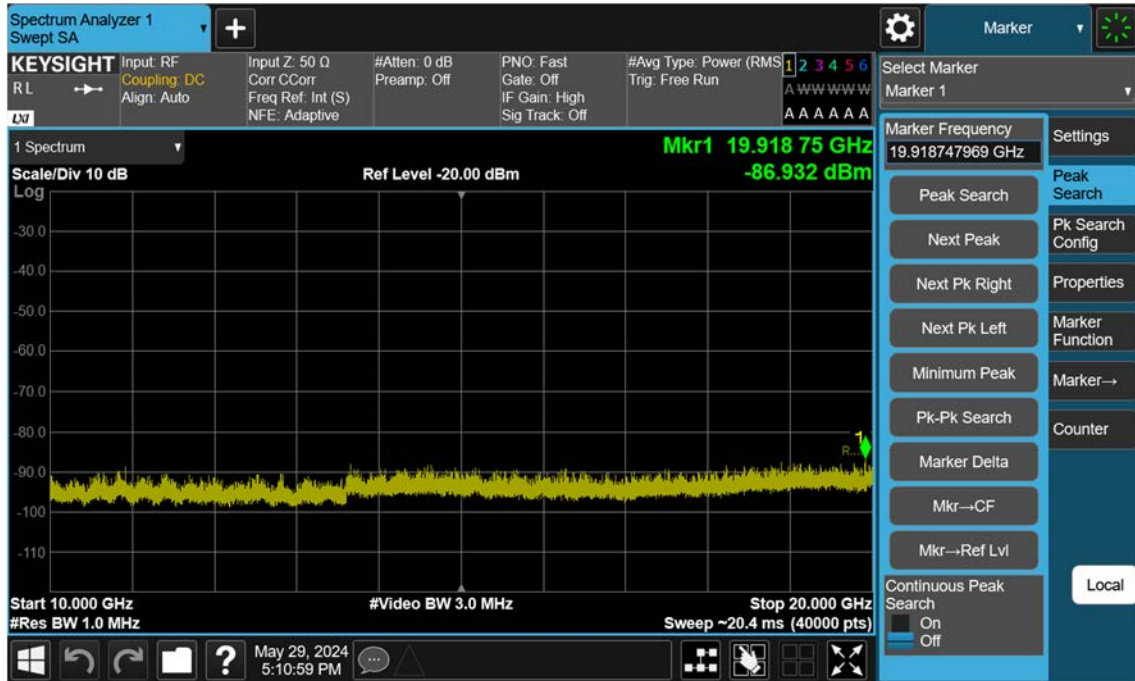 Spectrum Analyzer 1
Swept SA
+
Marker
KEYSIGHT
R L
LXI
Input: RF
Coupling: DC
Align: Auto
Input Z: 50 Ω
Corr CCorr
Freq Ref: Int (S)
NFE: Adaptive
#Atten: 0 dB
Preamp: Off
PNO: Fast
Gate: Off
IF Gain: High
Sig Track: Off
#Avg Type: Power (RMS
Trig: Free Run
1 2 3 4 5 6
A W W W W W
A A A A A A
Select Marker
Marker 1
1 Spectrum
Mkr1 19.918 75 GHz
-86.932 dBm
Scale/Div 10 dB
Ref Level -20.00 dBm
Log
-30.0
-40.0
-50.0
-60.0
-70.0
-80.0
-90.0
-100
-110
1
R...
Start 10.000 GHz
#Video BW 3.0 MHz
Stop 20.000 GHz
#Res BW 1.0 MHz
Sweep ~20.4 ms (40000 pts)
Marker Frequency
19.918747969 GHz
Peak Search
Next Peak
Next Pk Right
Next Pk Left
Minimum Peak
Pk-Pk Search
Marker Delta
Mkr→CF
Mkr→Ref Lvl
Continuous Peak
Search
On
Off
Settings
Peak
Search
Pk Search
Config
Properties
Marker
Function
Marker→
Counter
Local
?
May 29, 2024
5:10:59 PM